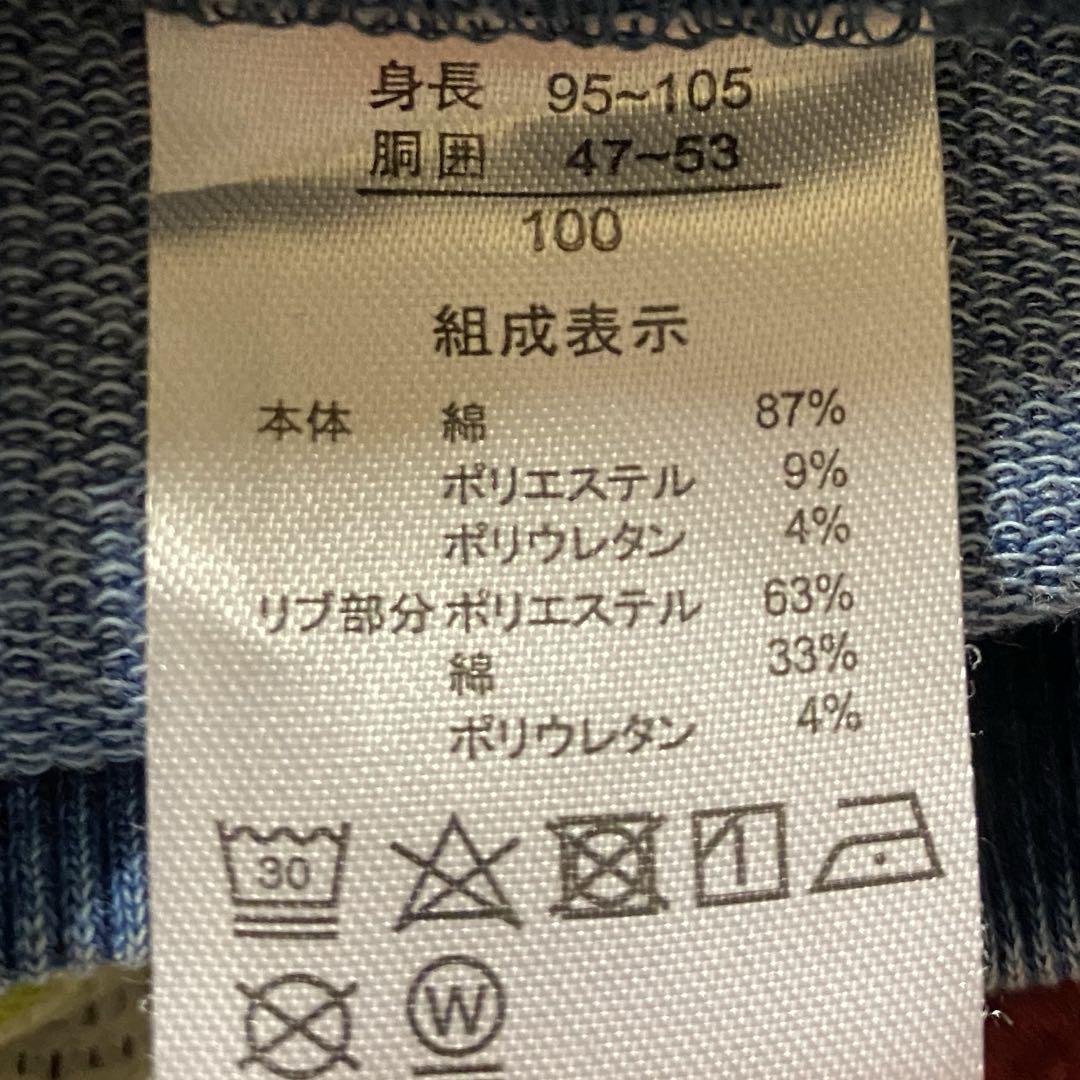 身長 95~105
胴囲 47~53
100
組成表示
本体 綿 87%
ポリエステル 9%
ポリウレタン 4%
リブ部分 ポリエステル 63%
綿 33%
ポリウレタン 4%
30
W